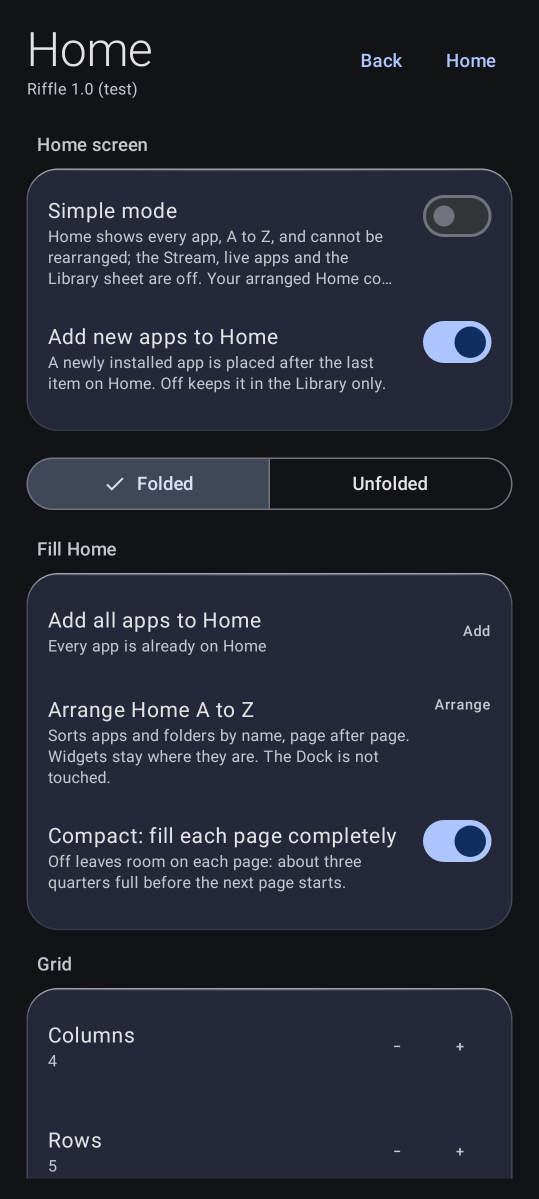 Home
Back
Home
Riffle 1.0 (test)
Home screen
Simple mode
Home shows every app, A to Z, and cannot be
rearranged; the Stream, live apps and the
Library sheet are off. Your arranged Home co…
Add new apps to Home
A newly installed app is placed after the last
item on Home. Off keeps it in the Library only.
Folded
Unfolded
Fill Home
Add all apps to Home
Every app is already on Home
Add
Arrange Home A to Z
Arrange
Sorts apps and folders by name, page after page.
Widgets stay where they are. The Dock is not
touched.
Compact: fill each page completely
Off leaves room on each page: about three
quarters full before the next page starts.
Grid
Columns
4
− +
Rows
5
− +